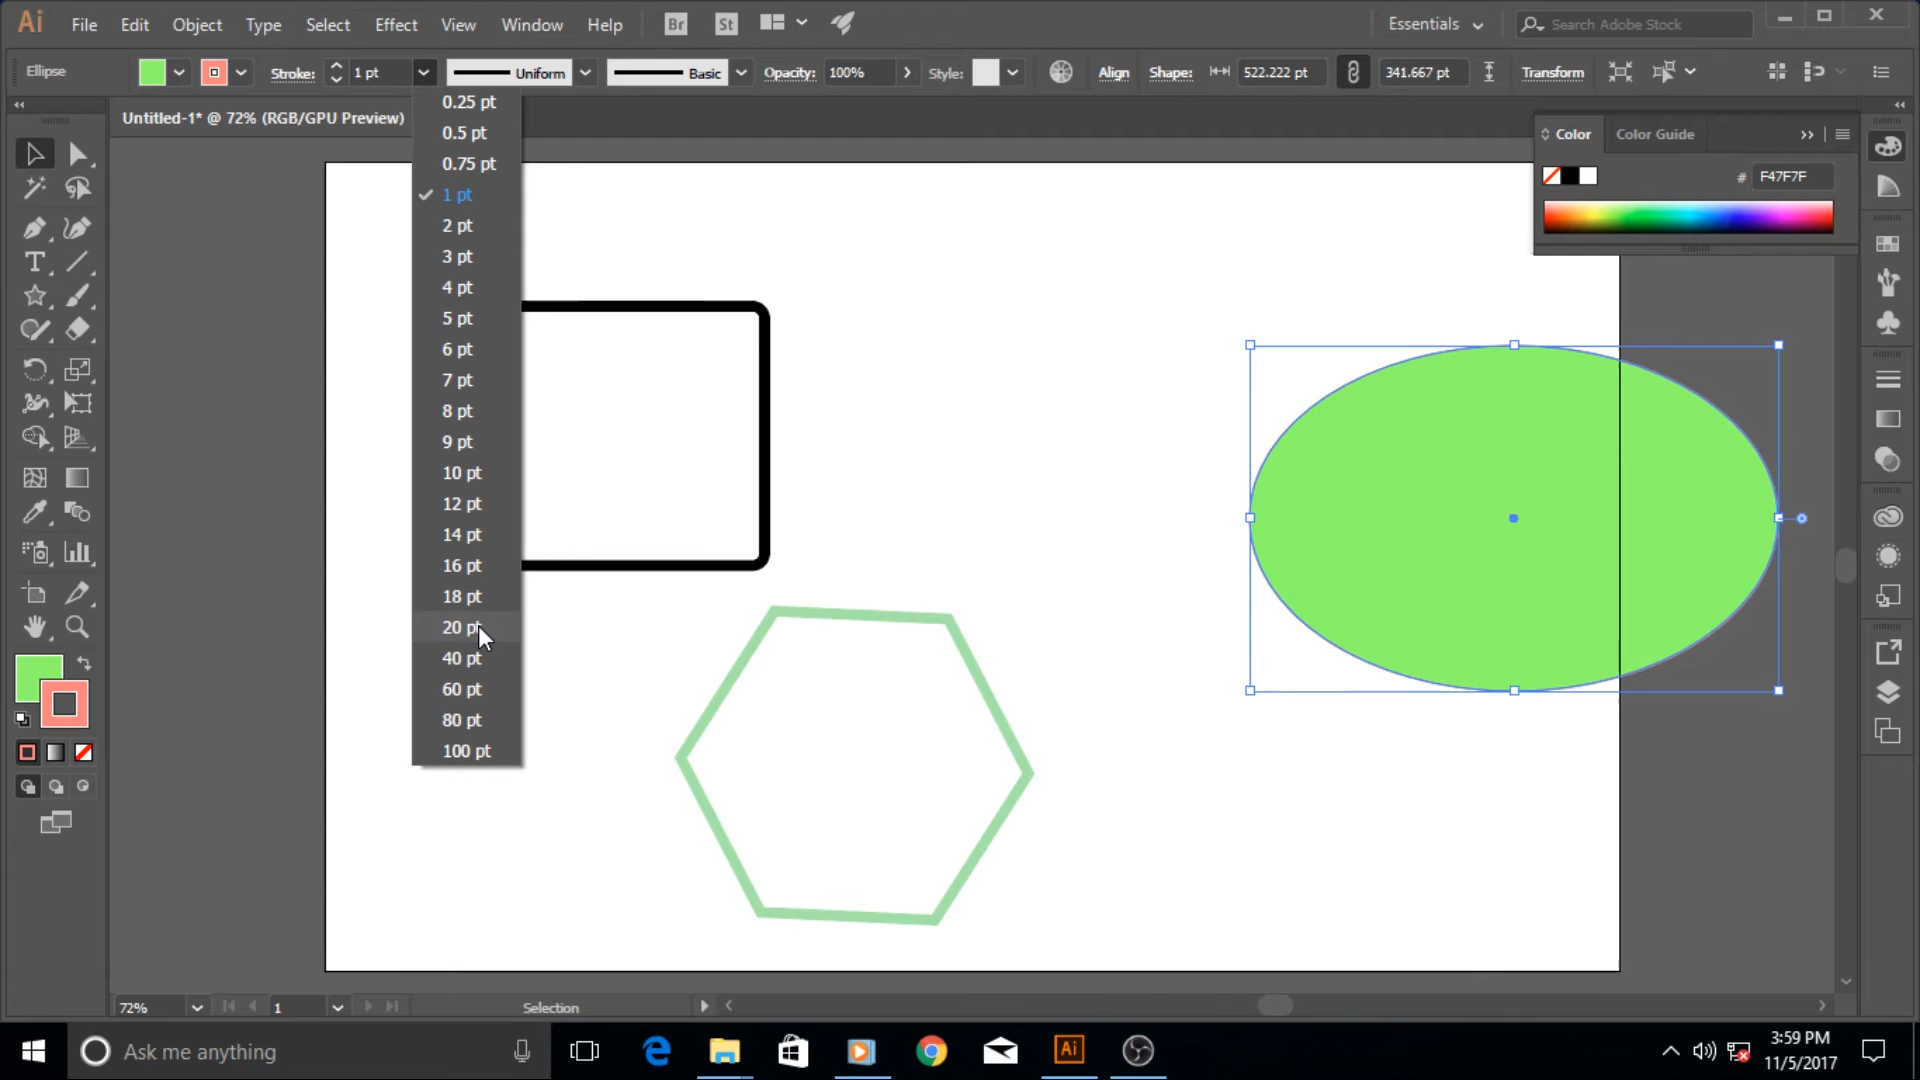 Ai File Edit Object Type Select Effect View Window Help Br St Essentials Search Adobe Stock
Ellipse Stroke: 1 pt Uniform Basic Opacity: 100% Style: Align Shape: 522.222 pt 341.667 pt Transform
Untitled-1* @ 72% (RGB/GPU Preview)
0.25 pt
0.5 pt
0.75 pt
1 pt
2 pt
3 pt
4 pt
5 pt
6 pt
7 pt
8 pt
9 pt
10 pt
12 pt
14 pt
16 pt
18 pt
20 pt
40 pt
60 pt
80 pt
100 pt
Color Color Guide
# F47F7F
72% 1 Selection
Ask me anything
Ai
3:59 PM
11/5/2017